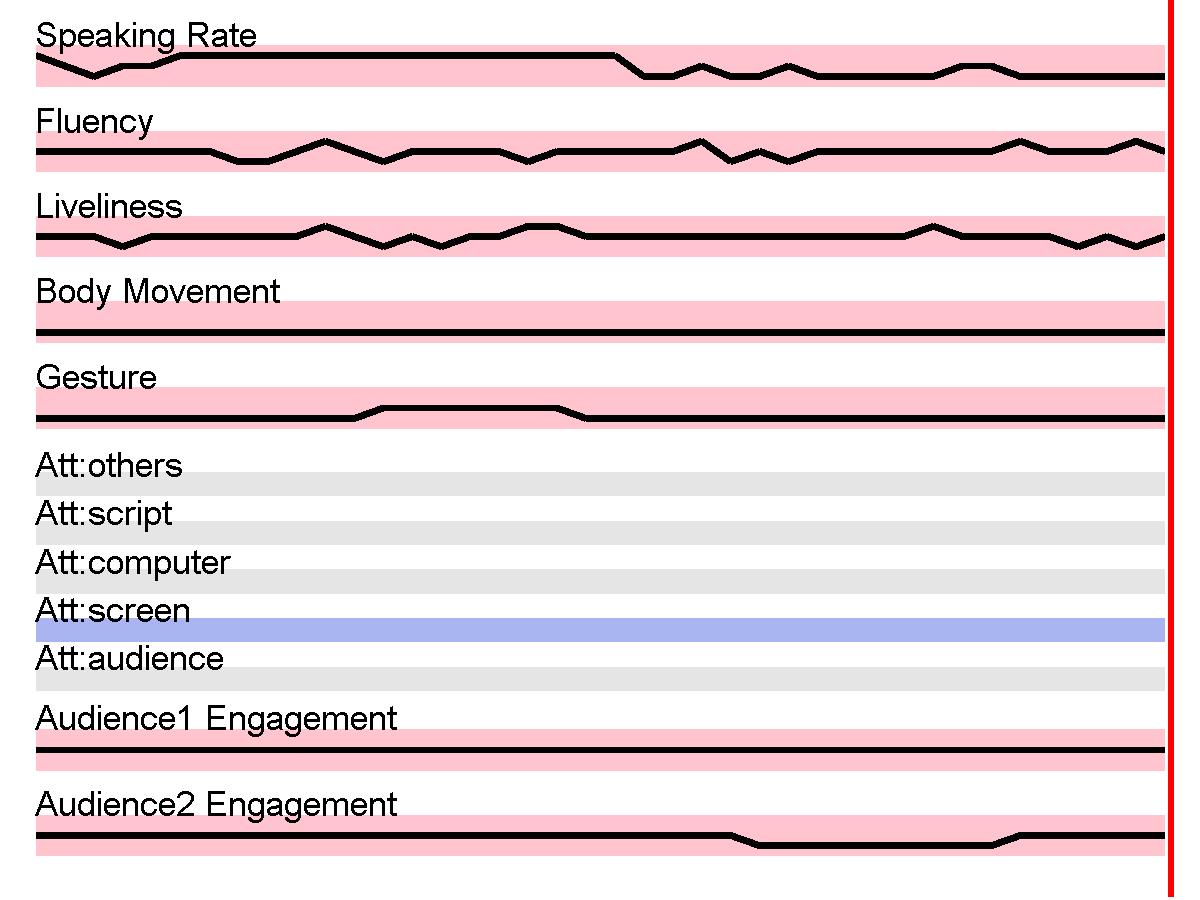 Speaking Rate
Fluency
Liveliness
Body Movement
Gesture
Att:others
Att:script
Att:computer
Att:screen
Att:audience
Audience1 Engagement
Audience2 Engagement